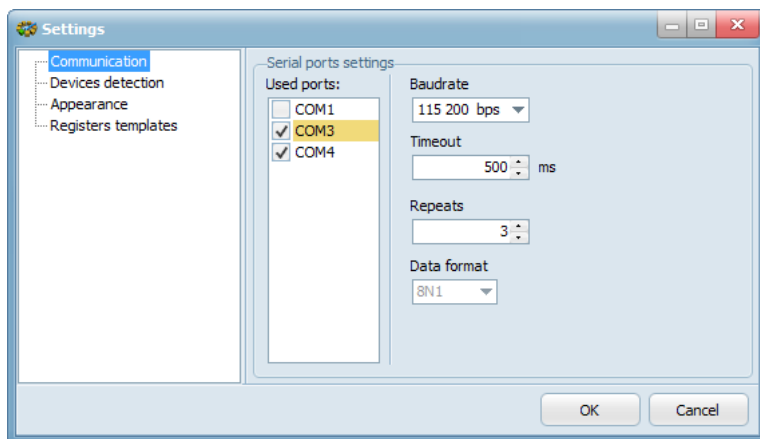 Settings
Communication
Devices detection
Appearance
Registers templates
Serial ports settings
Used ports:
COM1
COM3
COM4
Baudrate
115 200 bps
Timeout
500 ms
Repeats
3
Data format
8N1
OK
Cancel